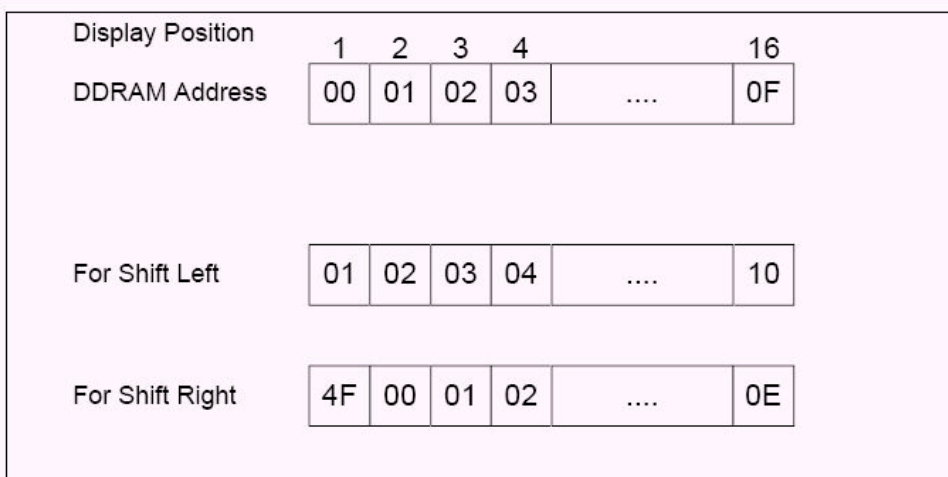 Display Position 1 2 3 4 16
DDRAM Address 00 01 02 03 .... 0F
For Shift Left 01 02 03 04 .... 10
For Shift Right 4F 00 01 02 .... 0E